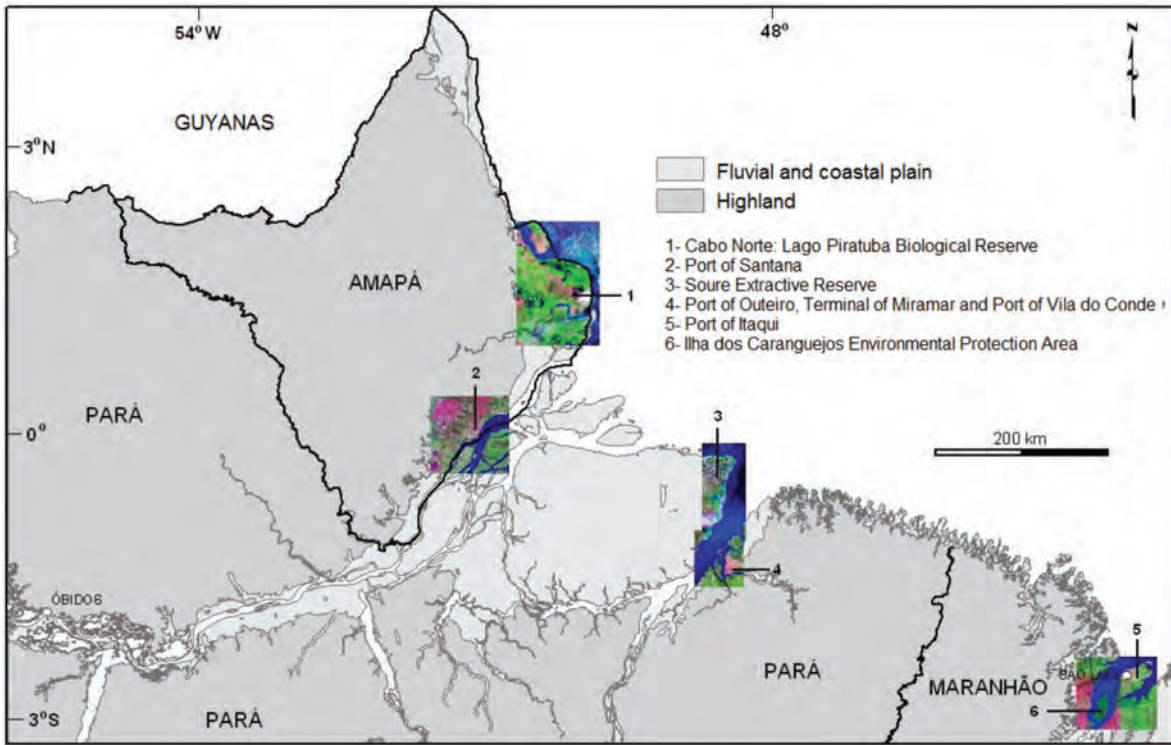 54° W
48°
N
GUYANAS
3°N
Fluvial and coastal plain
Highland
1- Cabo Norte: Lago Piratuba Biological Reserve
2- Port of Santana
3- Soure Extractive Reserve
4- Port of Outeiro, Terminal of Miramar and Port of Vila do Conde
5- Port of Itaqui
6- Ilha dos Caranguejos Environmental Protection Area
AMAPÁ
1
2
PARÁ
3
0°
200 km
4
ÓBIDOS
5
PARÁ
MARANHÃO
6
PARÁ
3°S